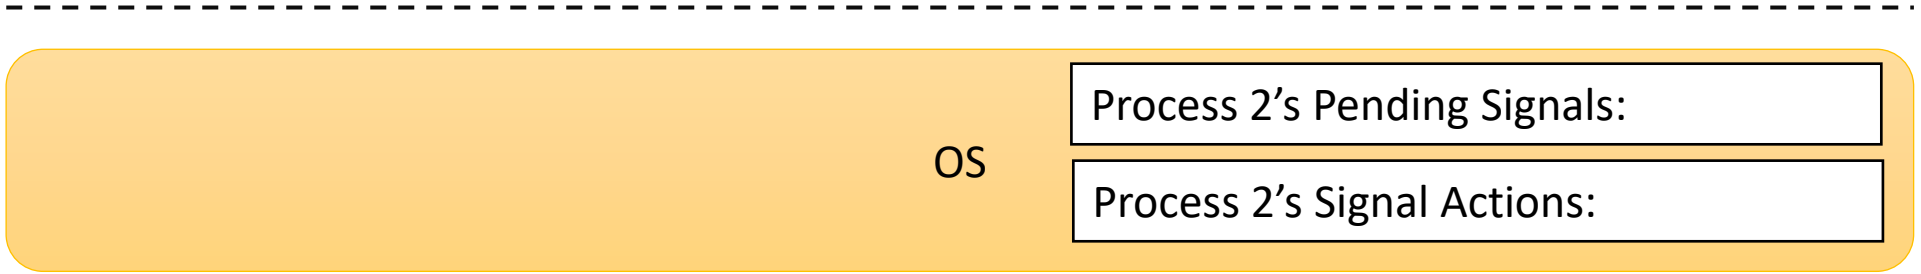 Process 2’s Pending Signals:
OS
Process 2’s Signal Actions: